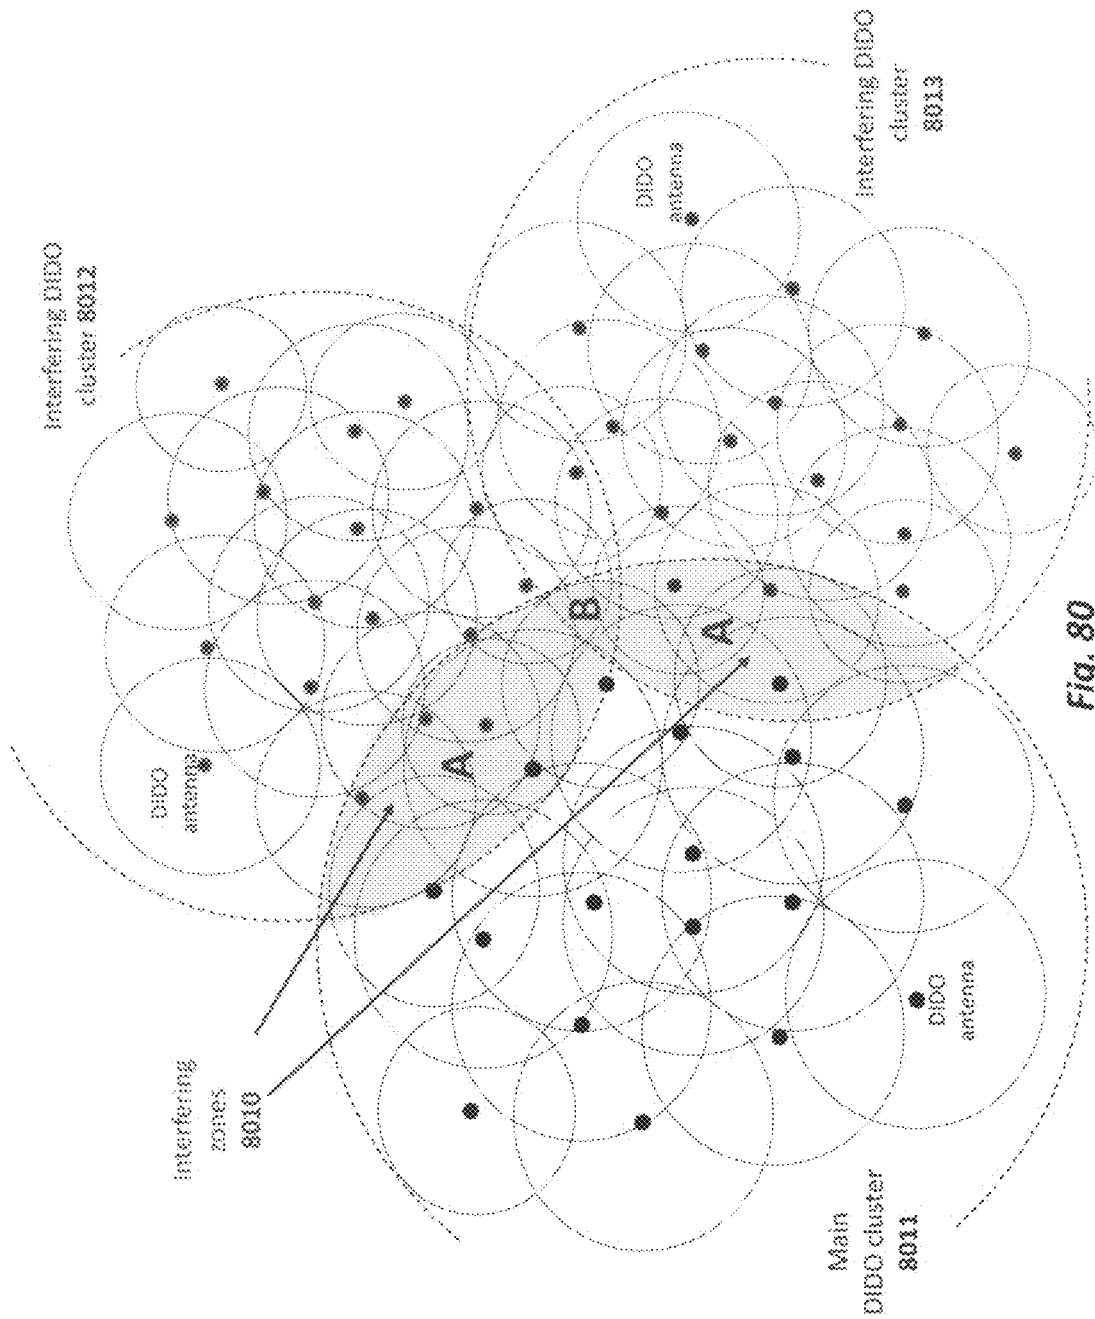 Interfering
zones
8010
Interfering DIDO
cluster 8012
DIDO
antenna
A
B
A
DIDO
antenna
Interfering DIDO
cluster
8013
Main
DIDO cluster
8011
DIDO
antenna
Fig. 80